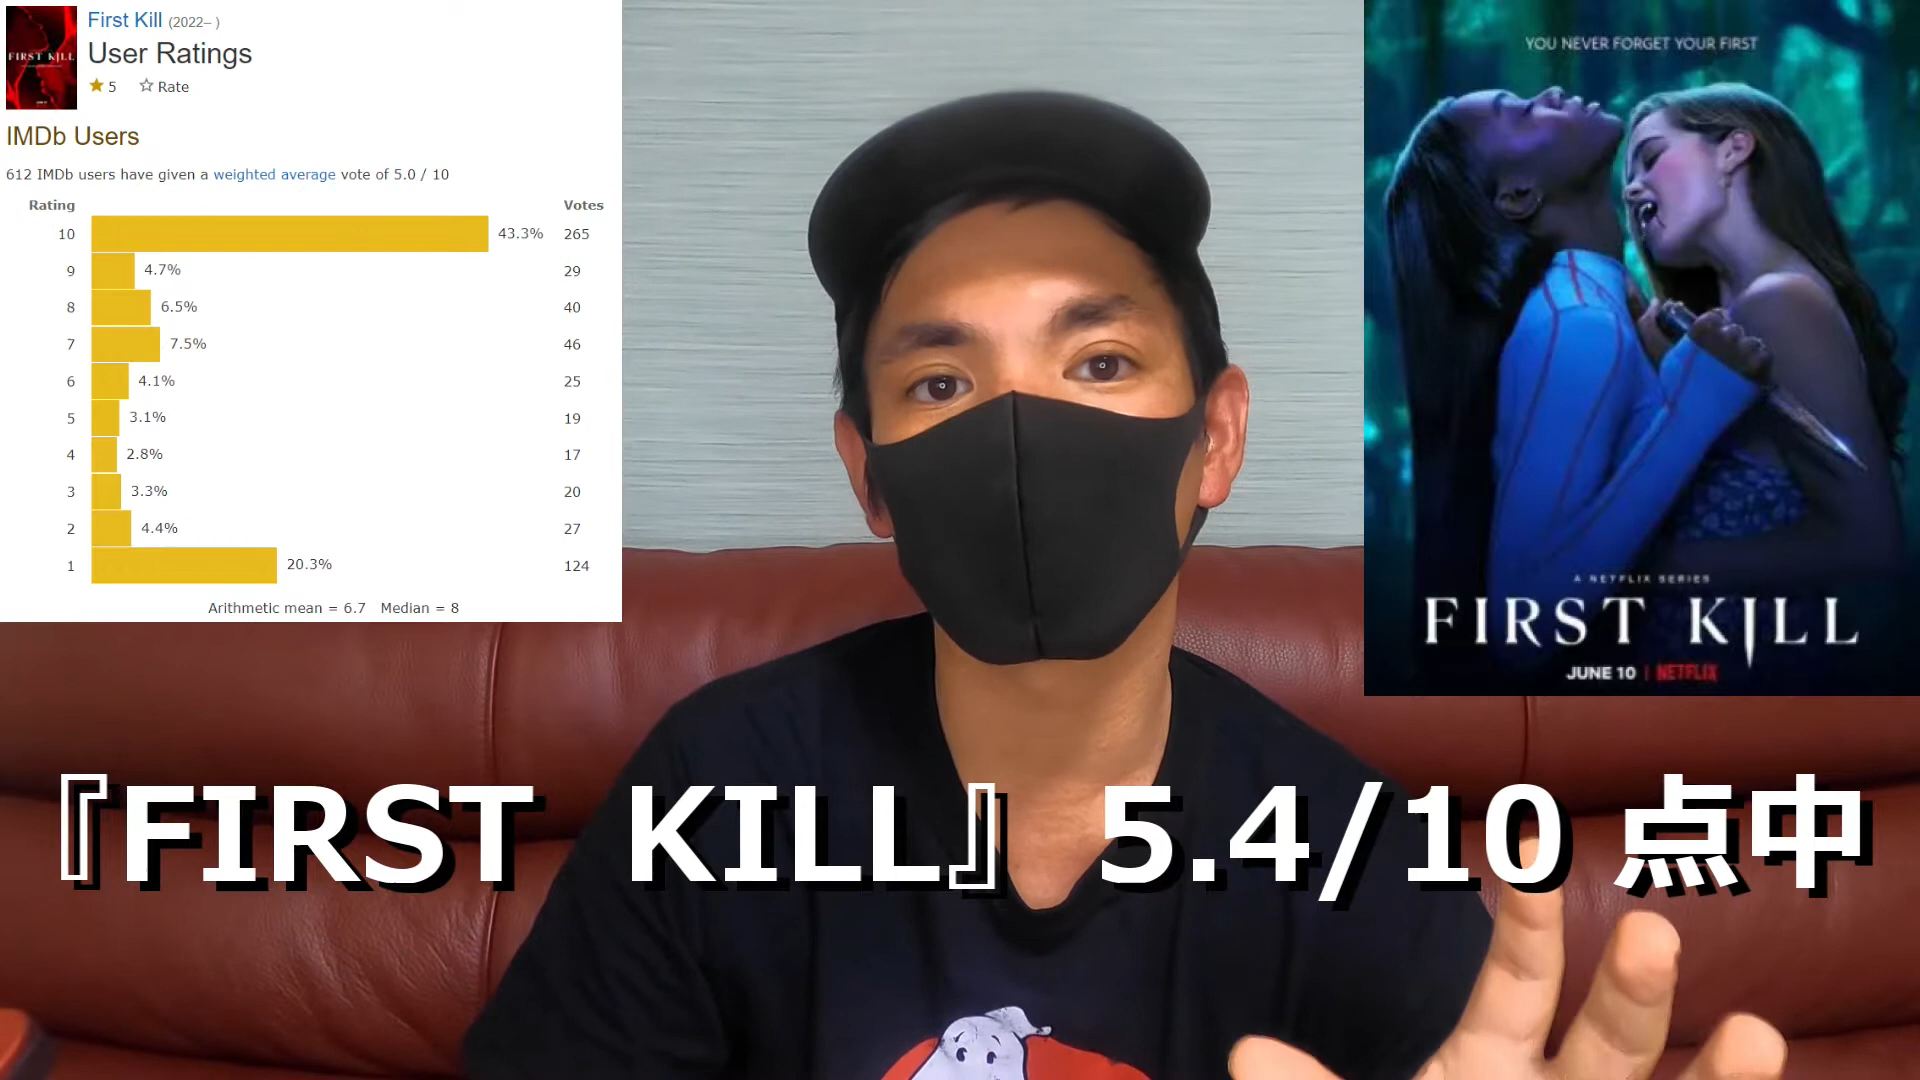 First Kill (2022– )
User Ratings
5 Rate
IMDb Users
612 IMDb users have given a weighted average vote of 5.0 / 10
Rating Votes
10 43.3% 265
9 4.7% 29
8 6.5% 40
7 7.5% 46
6 4.1% 25
5 3.1% 19
4 2.8% 17
3 3.3% 20
2 4.4% 27
1 20.3% 124
Arithmetic mean = 6.7 Median = 8
FIRST KILL
YOU NEVER FORGET YOUR FIRST
A NETFLIX SERIES
FIRST KILL
JUNE 10 | NETFLIX
『FIRST KILL』5.4/10 点中